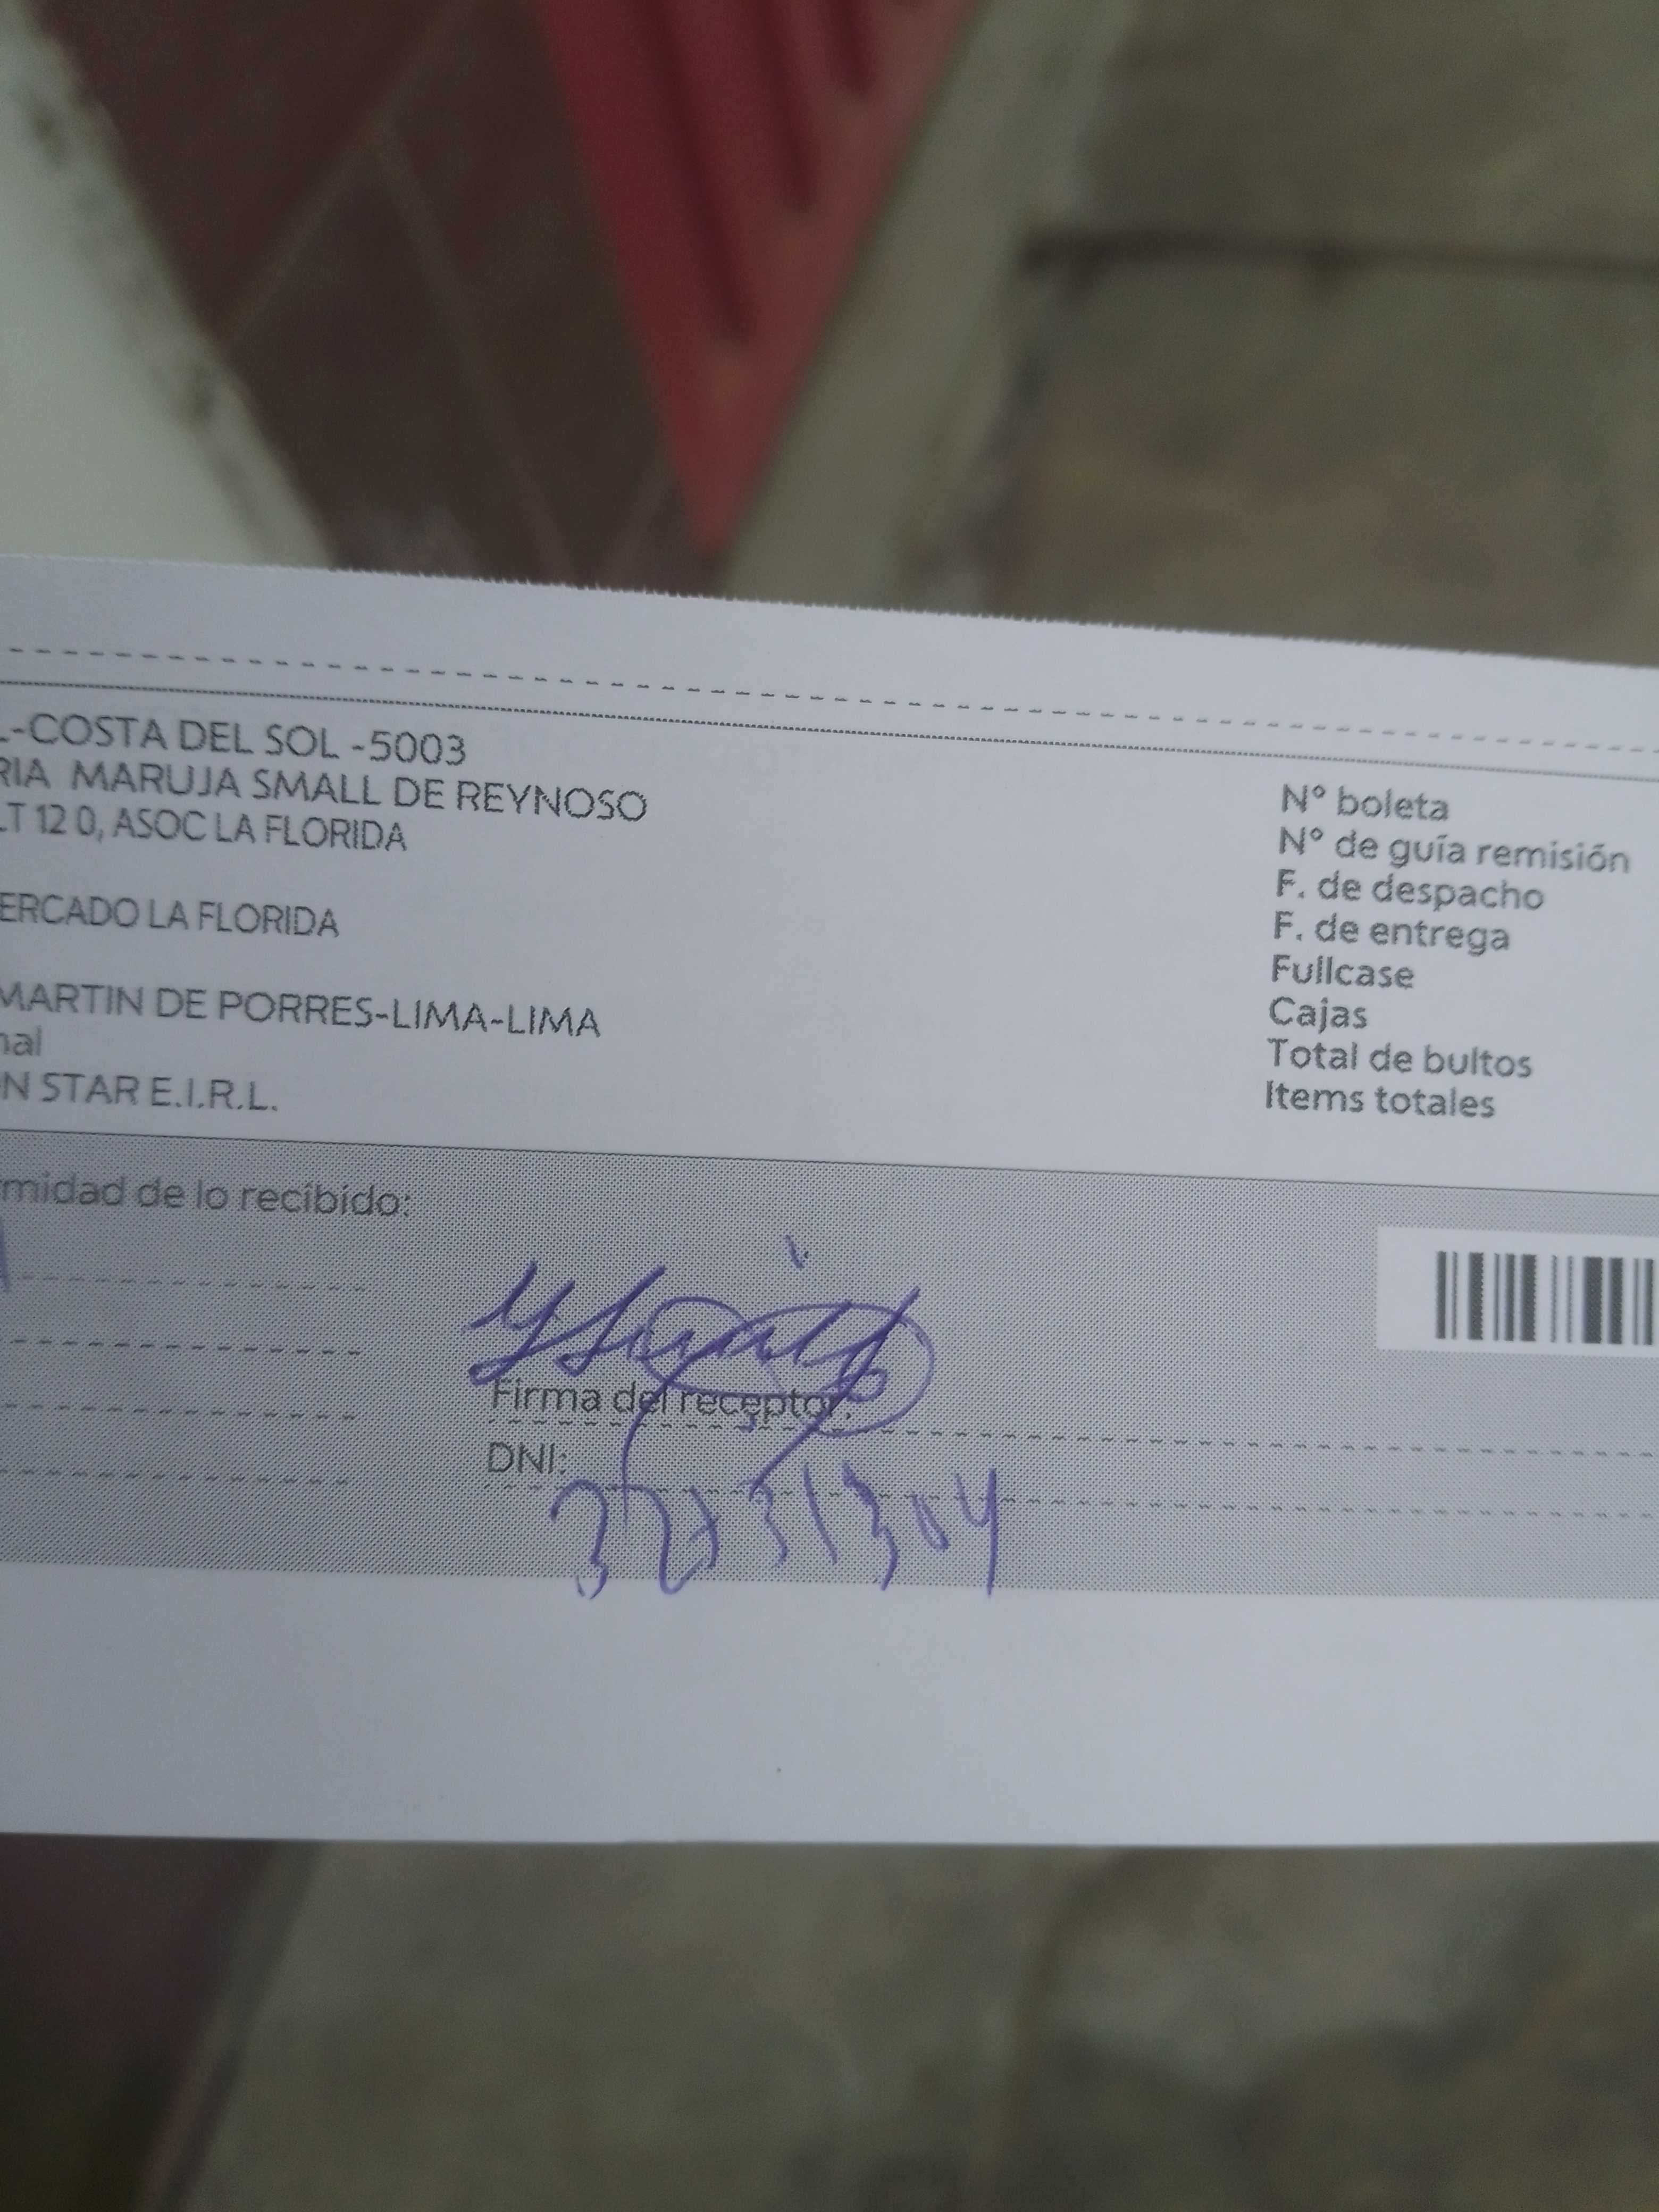 L-COSTA DEL SOL -5003
RIA MARUJA SMALL DE REYNOSO
LT 12 0, ASOC LA FLORIDA
ERCADO LA FLORIDA
MARTIN DE PORRES-LIMA-LIMA
nal
N STAR E.I.R.L.
N° boleta
N° de guía remisión
F. de despacho
F. de entrega
Fullcase
Cajas
Total de bultos
Items totales
rmidad de lo recibido:
Firma del receptor:
DNI: